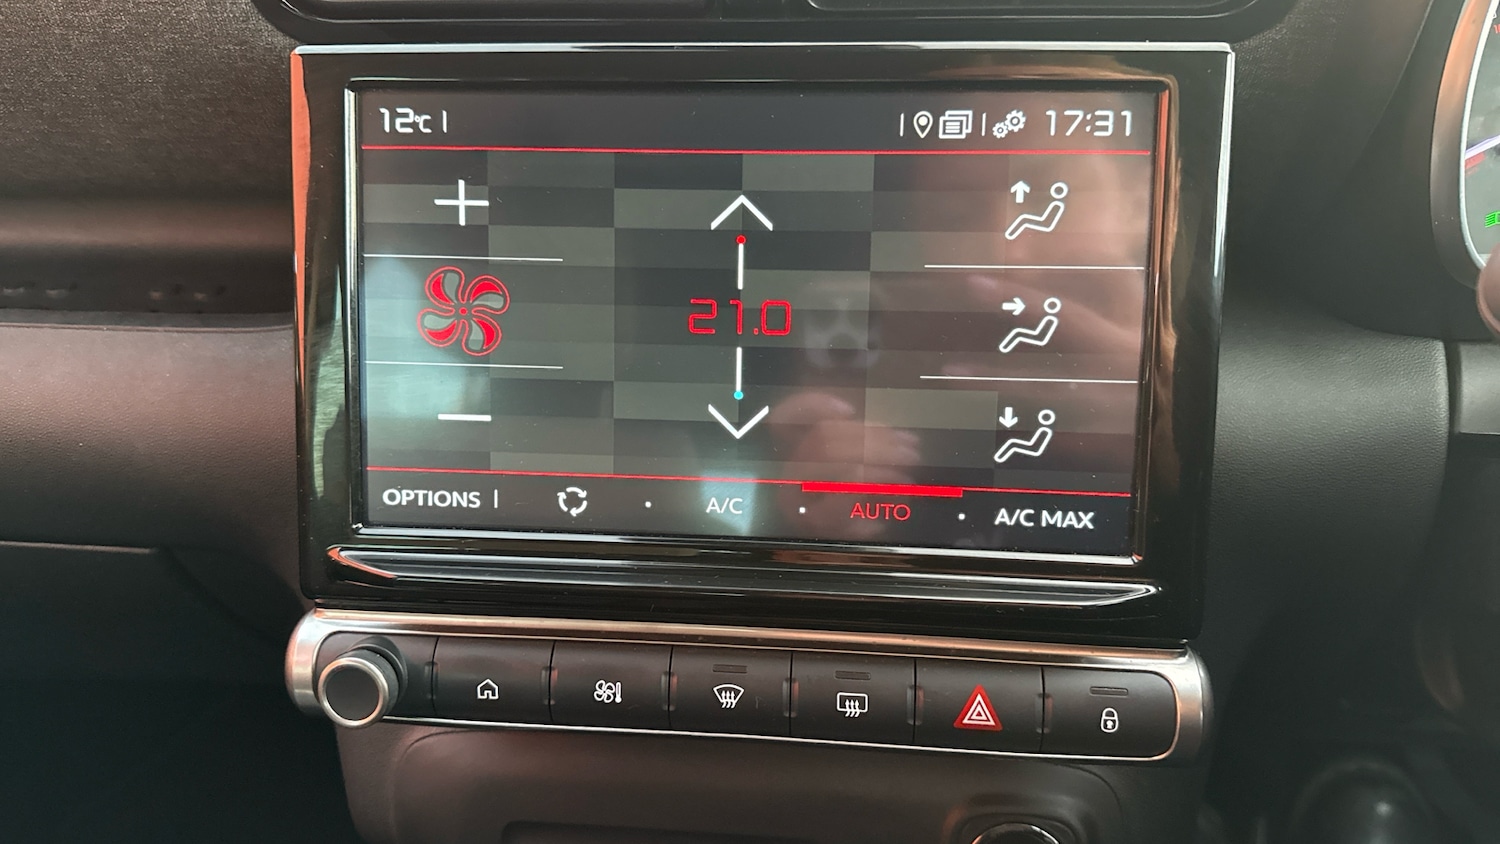 12°C
17:31
21.0
OPTIONS A/C AUTO A/C MAX